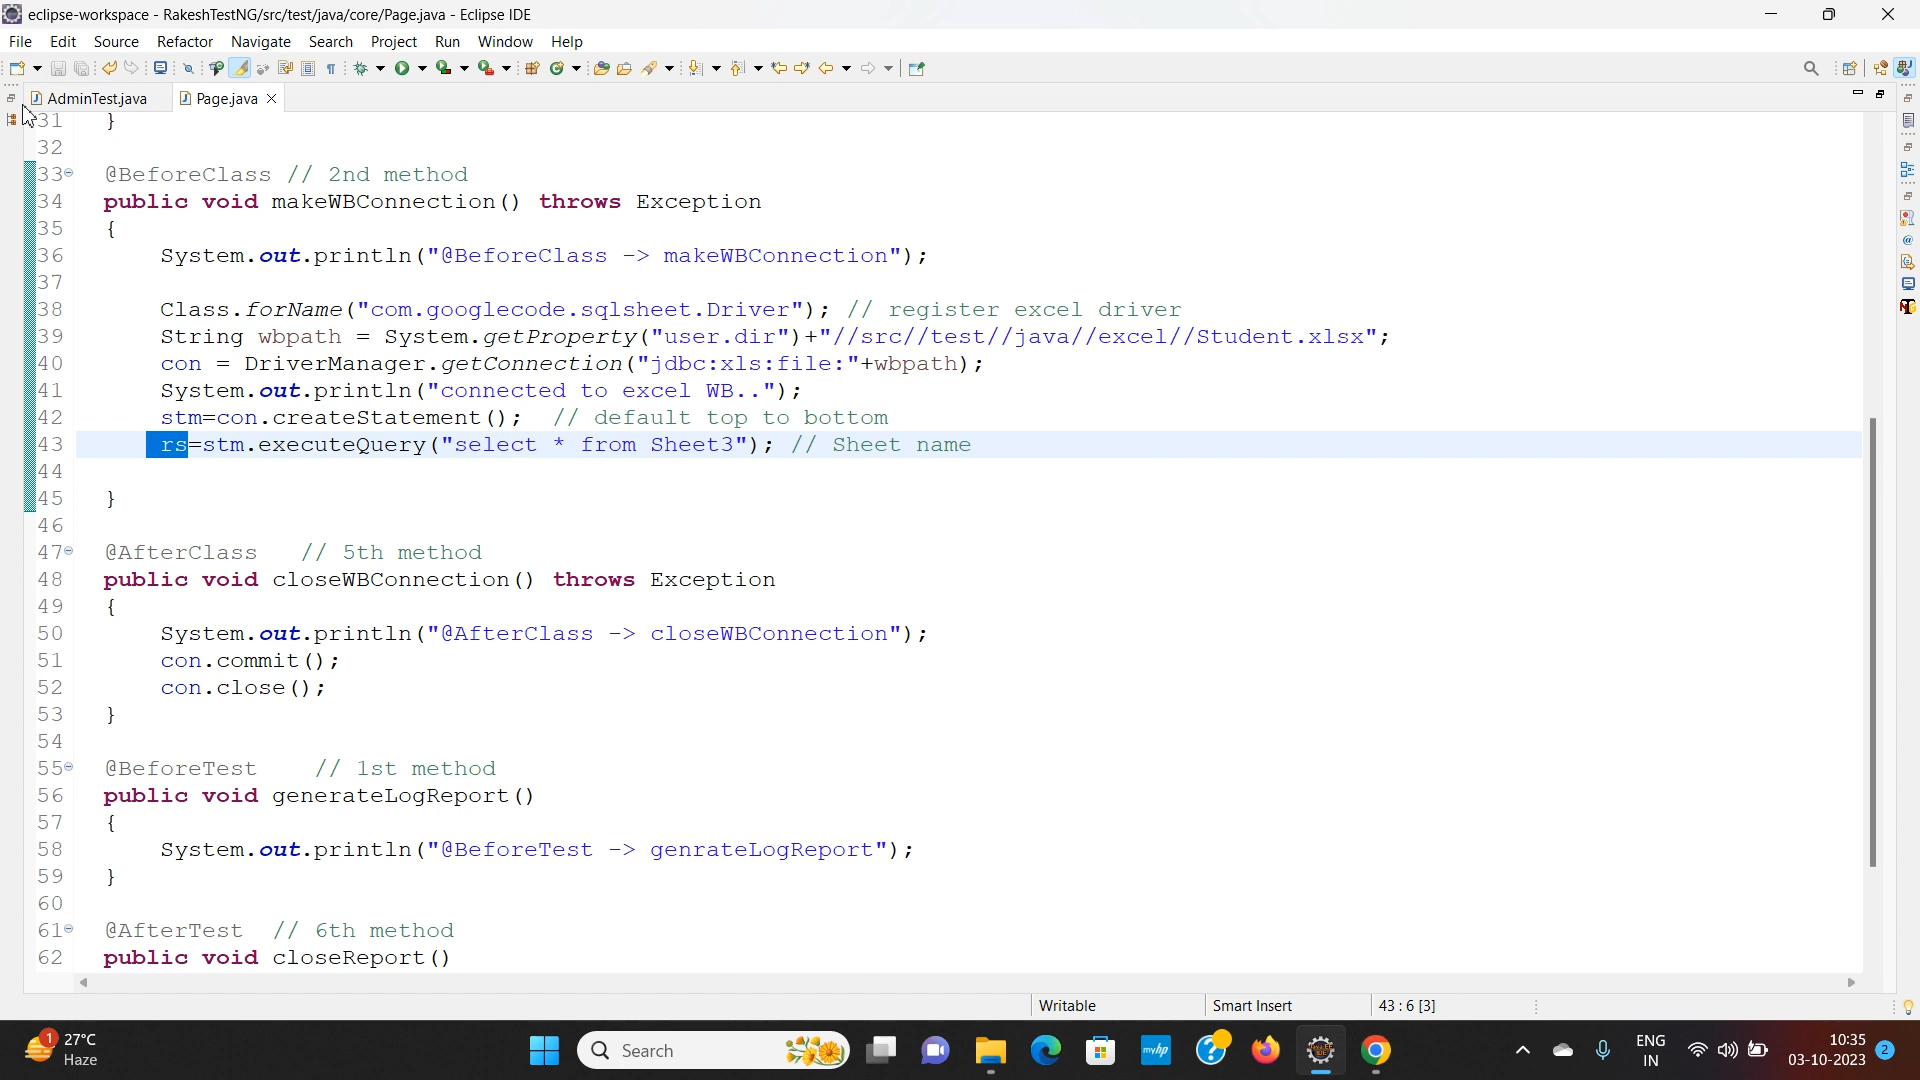 eclipse-workspace - RakeshTestNG/src/test/java/core/Page.java - Eclipse IDE
File Edit Source Refactor Navigate Search Project Run Window Help
AdminTest.java Page.java
31 }
32
33 @BeforeClass // 2nd method
34 public void makeWBConnection() throws Exception
35 {
36 System.out.println("@BeforeClass -> makeWBConnection");
37
38 Class.forName("com.googlecode.sqlsheet.Driver"); // register excel driver
39 String wbpath = System.getProperty("user.dir")+"//src//test//java//excel//Student.xlsx";
40 con = DriverManager.getConnection("jdbc:xls:file:"+wbpath);
41 System.out.println("connected to excel WB..");
42 stm=con.createStatement(); // default top to bottom
43 rs=stm.executeQuery("select * from Sheet3"); // Sheet name
44
45 }
46
47 @AfterClass // 5th method
48 public void closeWBConnection() throws Exception
49 {
50 System.out.println("@AfterClass -> closeWBConnection");
51 con.commit();
52 con.close();
53 }
54
55 @BeforeTest // 1st method
56 public void generateLogReport()
57 {
58 System.out.println("@BeforeTest -> genrateLogReport");
59 }
60
61 @AfterTest // 6th method
62 public void closeReport()
Writable Smart Insert 43 : 6 [3]
1 27°C
Haze
Search
myhp
ENG
IN
10:35
03-10-2023
2